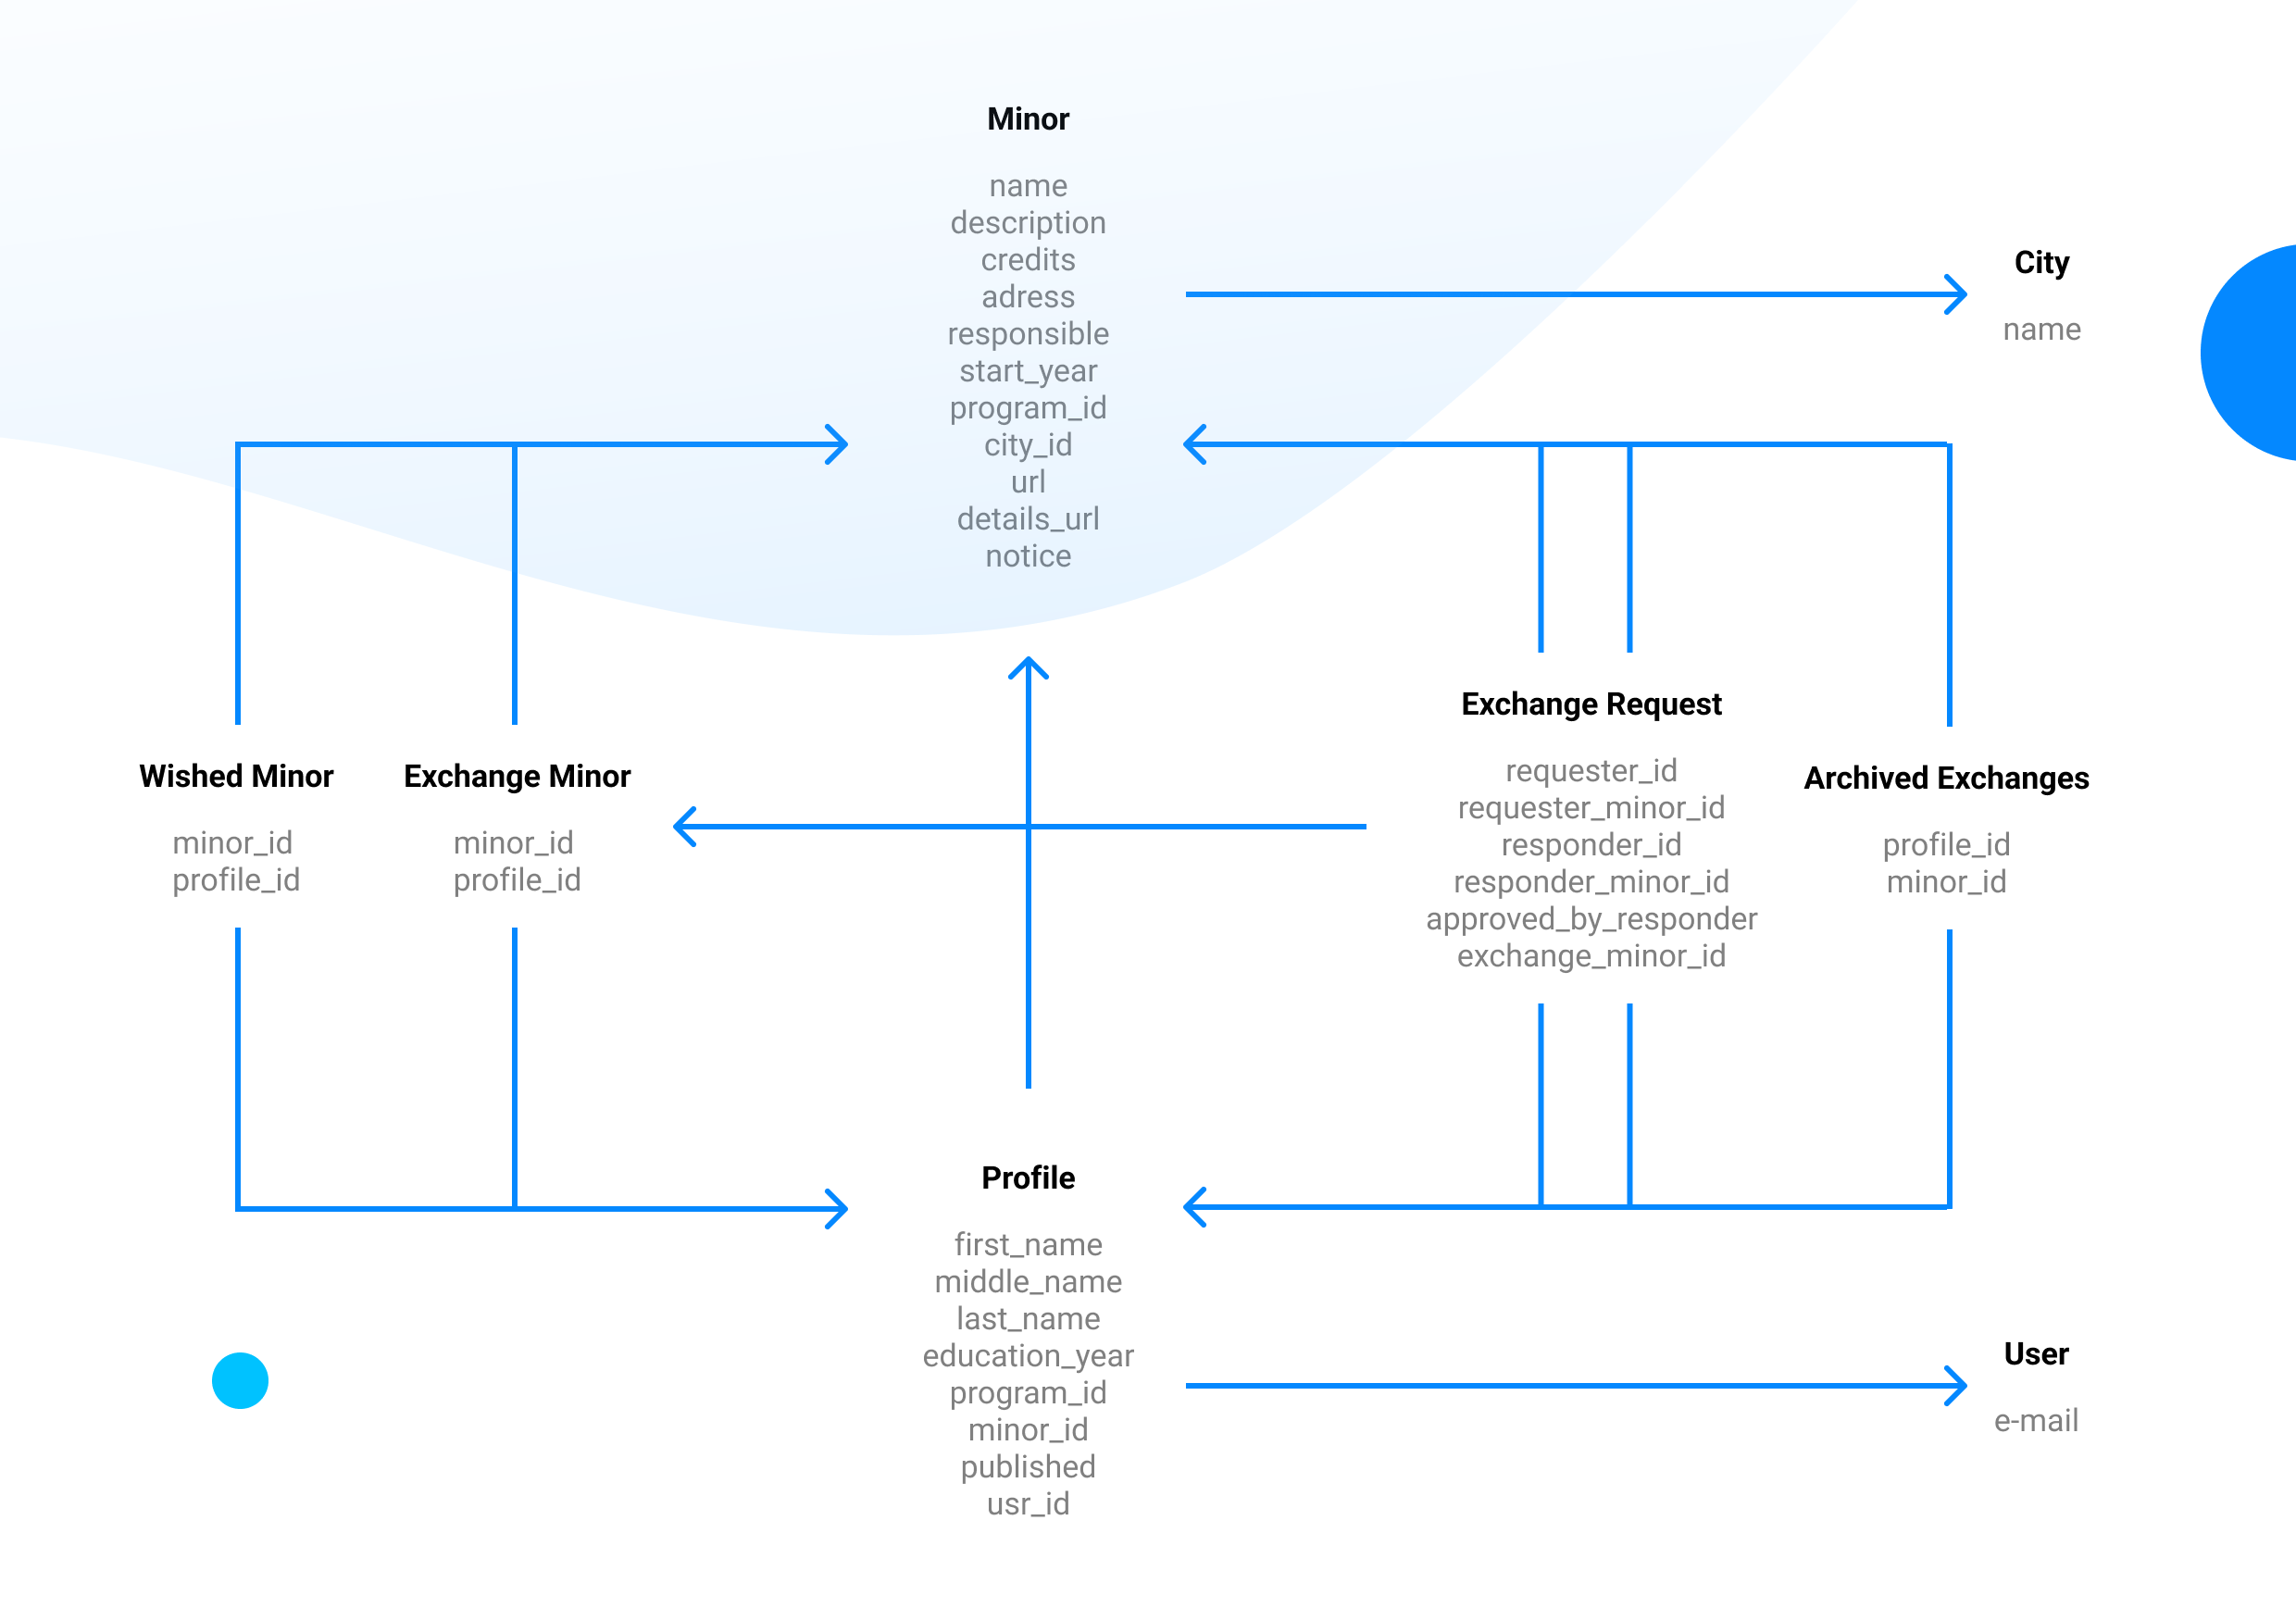 Minor
name
description
credits
adress
responsible
start_year
program_id
city_id
url
details_url
notice
City
name
Wished Minor
minor_id
profile_id
Exchange Minor
minor_id
profile_id
Exchange Request
requester_id
requester_minor_id
responder_id
responder_minor_id
approved_by_responder
exchange_minor_id
Archived Exchanges
profile_id
minor_id
Profile
first_name
middle_name
last_name
education_year
program_id
minor_id
published
usr_id
User
e-mail